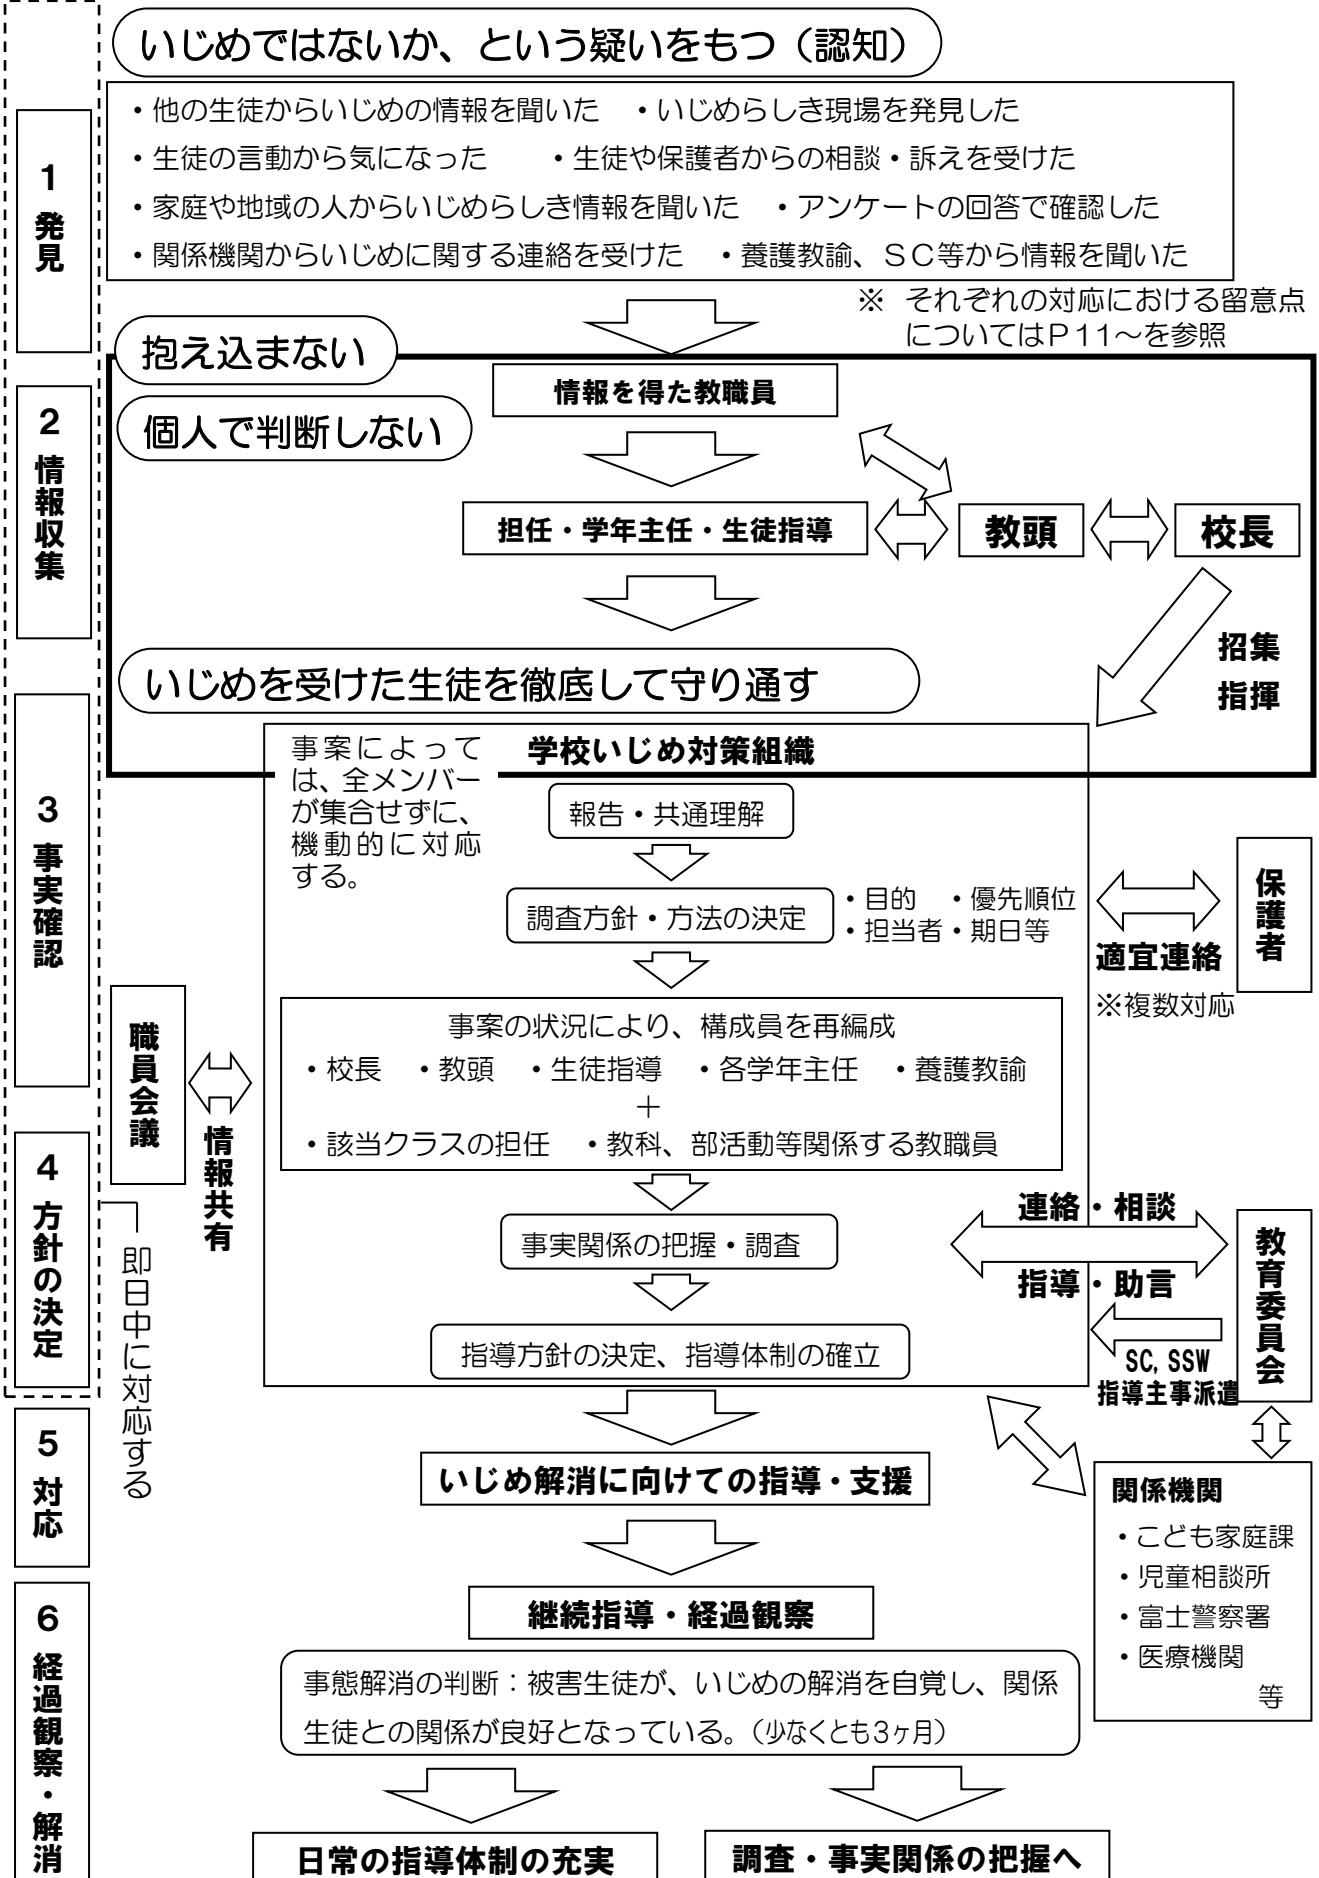 いじめではないか、という疑いをもつ（認知）
1 発見
・他の生徒からいじめの情報を聞いた　・いじめらしき現場を発見した
・生徒の言動から気になった　・生徒や保護者からの相談・訴えを受けた
・家庭や地域の人からいじめらしき情報を聞いた　・アンケートの回答で確認した
・関係機関からいじめに関する連絡を受けた　・養護教諭、ＳＣ等から情報を聞いた
※ それぞれの対応における留意点
についてはＰ11～を参照
抱え込まない
2 情報収集
情報を得た教職員
個人で判断しない
担任・学年主任・生徒指導
教頭
校長
招集
指揮
いじめを受けた生徒を徹底して守り通す
3 事実確認
学校いじめ対策組織
事案によって
は、全メンバー
が集合せずに、
機動的に対応
する。
報告・共通理解
調査方針・方法の決定
・目的　・優先順位
・担当者・期日等
保護者
適宜連絡
※複数対応
職員会議
情報共有
事案の状況により、構成員を再編成
・校長　・教頭　・生徒指導　・各学年主任　・養護教諭
＋
・該当クラスの担任　・教科、部活動等関係する教職員
4 方針の決定
即日中に対応する
事実関係の把握・調査
連絡・相談
指導・助言
教育委員会
SC, SSW
指導主事派遣
指導方針の決定、指導体制の確立
5 対応
いじめ解消に向けての指導・支援
関係機関
・こども家庭課
・児童相談所
・富士警察署
・医療機関
等
6 経過観察・解消
継続指導・経過観察
事態解消の判断：被害生徒が、いじめの解消を自覚し、関係
生徒との関係が良好となっている。（少なくとも3ヶ月）
日常の指導体制の充実
調査・事実関係の把握へ